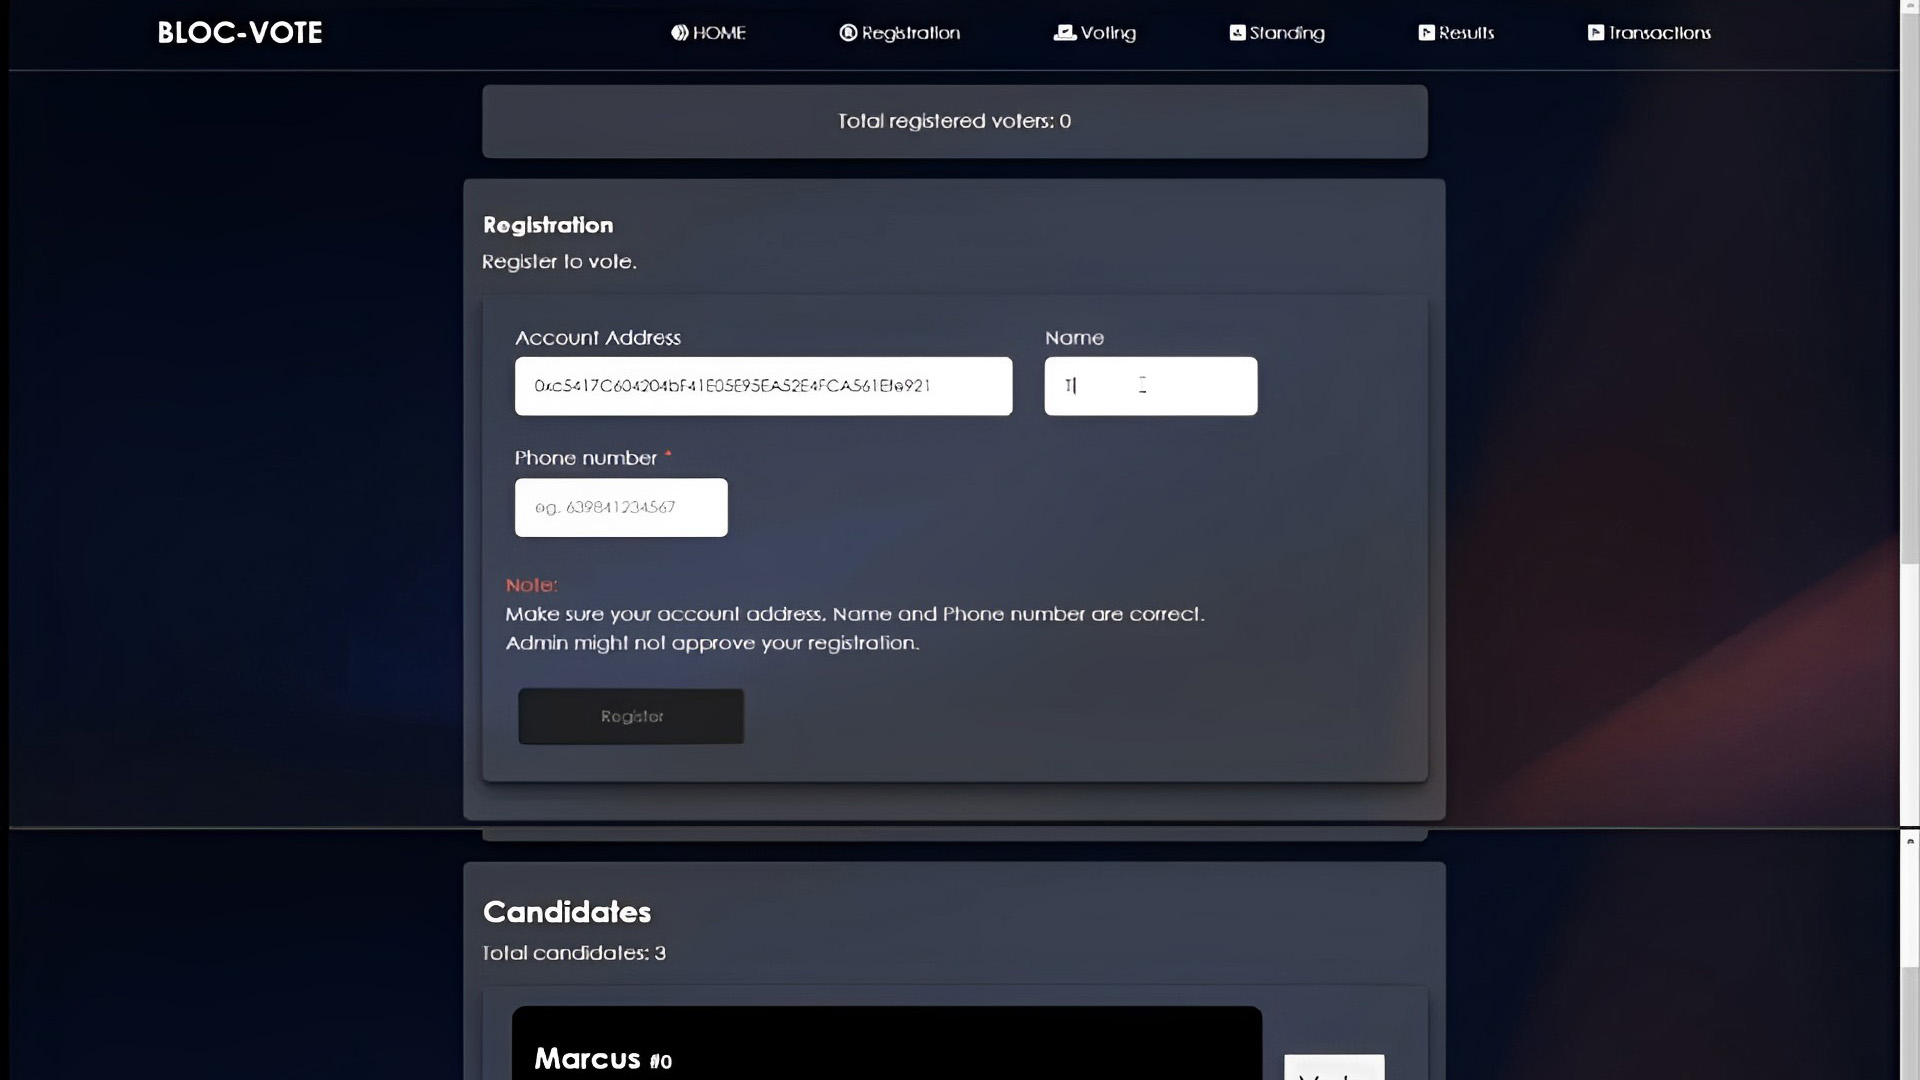 BLOC-VOTE
HOME
Registration
Voting
Standing
Results
Transactions
Total registered voters: 0
Registration
Register to vote.
Account Address
Name
0xc5417C604204bF41E05E95EA52E4FCA561Efe921
T
Phone number *
eg. 639841234567
Note:
Make sure your account address, Name and Phone number are correct.
Admin might not approve your registration.
Register
Candidates
Total candidates: 3
Marcus #0